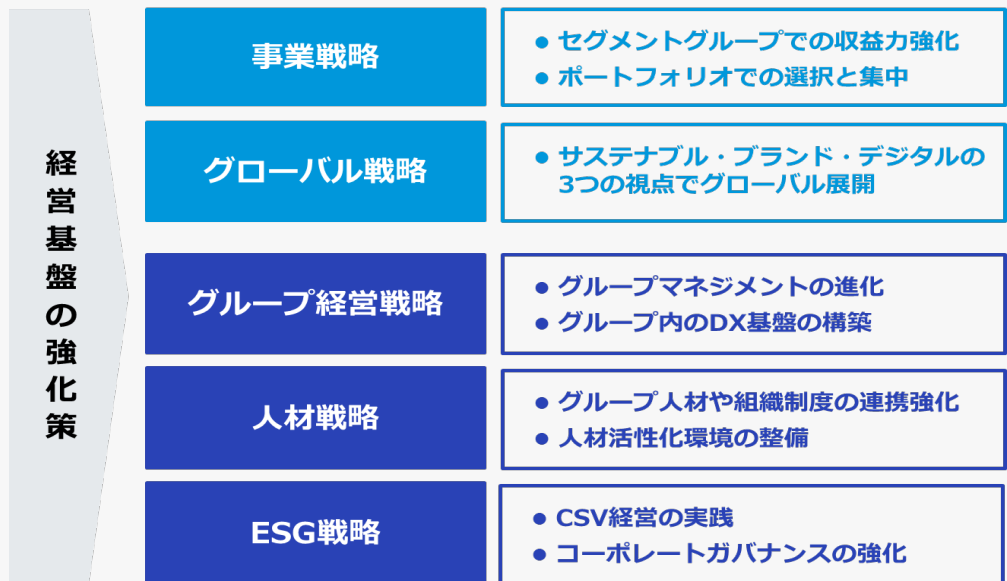 経営基盤の強化策
事業戦略
● セグメントグループでの収益力強化
● ポートフォリオでの選択と集中
グローバル戦略
● サステナブル・ブランド・デジタルの
3つの視点でグローバル展開
グループ経営戦略
● グループマネジメントの進化
● グループ内のDX基盤の構築
人材戦略
● グループ人材や組織制度の連携強化
● 人材活性化環境の整備
ESG戦略
● CSV経営の実践
● コーポレートガバナンスの強化